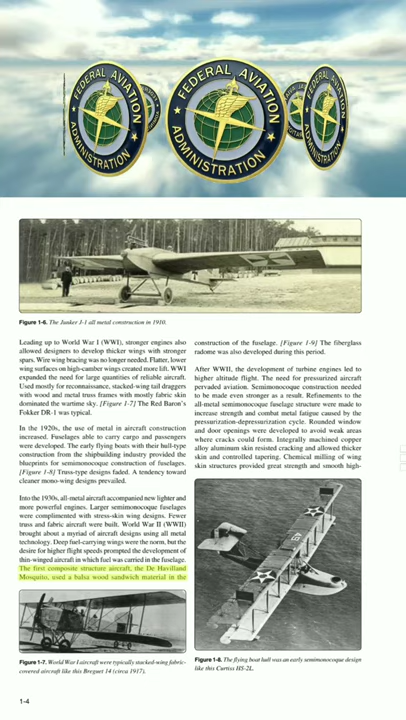 FEDERAL AVIATION
ADMINISTRATION
FEDERAL AVIATION
ADMINISTRATION
FEDERAL AVIATION
ADMINISTRATION
Figure 1-6. The Junker J-1 all metal construction in 1910.
Leading up to World War I (WWI), stronger engines also
allowed designers to develop thicker wings with stronger
spars. Wire wing bracing was no longer needed. Flatter, lower
wing surfaces on high-camber wings created more lift. WWI
expanded the need for large quantities of reliable aircraft.
Used mostly for reconnaissance, stacked-wing tail draggers
with wood and metal truss frames with mostly fabric skin
dominated the wartime sky. [Figure 1-7] The Red Baron's
Fokker DR-1 was typical.
In the 1920s, the use of metal in aircraft construction
increased. Fuselages able to carry cargo and passengers
were developed. The early flying boats with their hull-type
construction from the shipbuilding industry provided the
blueprints for semimonocoque construction of fuselages.
[Figure 1-8] Truss-type designs faded. A tendency toward
cleaner mono-wing designs prevailed.
Into the 1930s, all-metal aircraft accompanied new lighter and
more powerful engines. Larger semimonocoque fuselages
were complimented with stress-skin wing designs. Fewer
truss and fabric aircraft were built. World War II (WWII)
brought about a myriad of aircraft designs using all metal
technology. Deep fuel-carrying wings were the norm, but the
desire for higher flight speeds prompted the development of
thin-winged aircraft in which fuel was carried in the fuselage.
The first composite structure aircraft, the De Havilland
Mosquito, used a balsa wood sandwich material in the
Figure 1-7. World War I aircraft were typically stacked-wing fabric-
covered aircraft like this Breguet 14 (circa 1917).
construction of the fuselage. [Figure 1-9] The fiberglass
radome was also developed during this period.
After WWII, the development of turbine engines led to
higher altitude flight. The need for pressurized aircraft
pervaded aviation. Semimonocoque construction needed
to be made even stronger as a result. Refinements to the
all-metal semimonocoque fuselage structure were made to
increase strength and combat metal fatigue caused by the
pressurization-depressurization cycle. Rounded window
and door openings were developed to avoid weak areas
where cracks could form. Integrally machined copper
alloy aluminum skin resisted cracking and allowed thicker
skin and controlled tapering. Chemical milling of wing
skin structures provided great strength and smooth high-
Figure 1-8. The flying boat hull was an early semimonocoque design
like this Curtiss HS-2L.
1-4